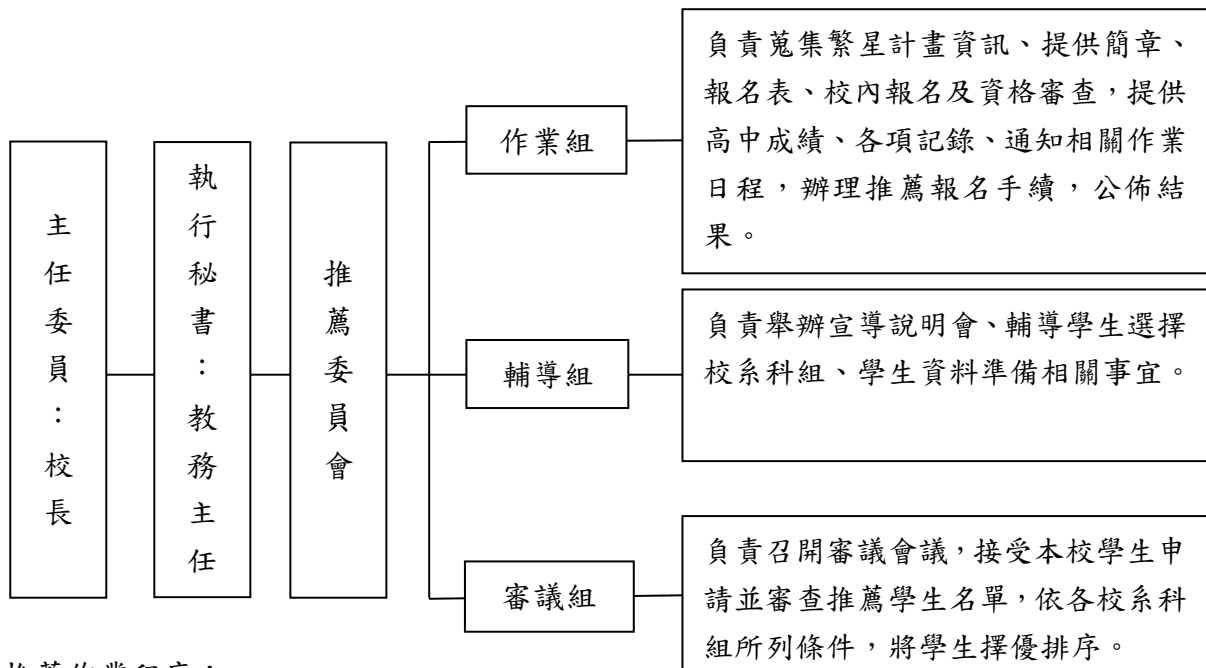 主任委員：校長
執行秘書：教務主任
推薦委員會
作業組
負責蒐集繁星計畫資訊、提供簡章、
報名表、校內報名及資格審查，提供
高中成績、各項記錄、通知相關作業
日程，辦理推薦報名手續，公佈結
果。
輔導組
負責舉辦宣導說明會、輔導學生選擇
校系科組、學生資料準備相關事宜。
審議組
負責召開審議會議，接受本校學生申
請並審查推薦學生名單，依各校系科
組所列條件，將學生擇優排序。